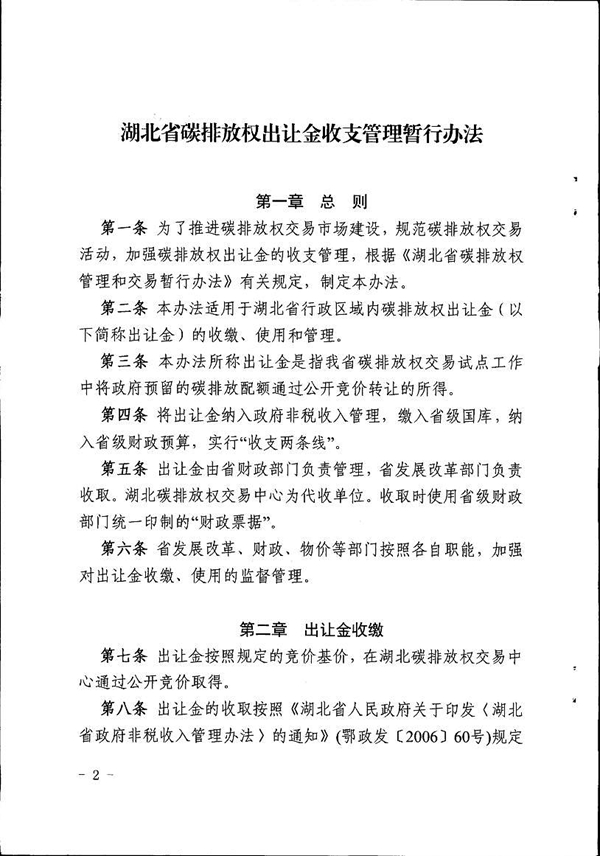 湖北省碳排放权出让金收支管理暂行办法
第一章 总 则
第一条 为了推进碳排放权交易市场建设，规范碳排放权交易
活动，加强碳排放权出让金的收支管理，根据《湖北省碳排放权
管理和交易暂行办法》有关规定，制定本办法。
第二条 本办法适用于湖北省行政区域内碳排放权出让金（以
下简称出让金）的收缴、使用和管理。
第三条 本办法所称出让金是指我省碳排放权交易试点工作
中将政府预留的碳排放配额通过公开竞价转让的所得。
第四条 将出让金纳入政府非税收入管理，缴入省级国库，纳
入省级财政预算，实行“收支两条线”。
第五条 出让金由省财政部门负责管理，省发展改革部门负责
收取。湖北碳排放权交易中心为代收单位。收取时使用省级财政
部门统一印制的“财政票据”。
第六条 省发展改革、财政、物价等部门按照各自职能，加强
对出让金收缴、使用的监督管理。
第二章 出让金收缴
第七条 出让金按照规定的竞价基价，在湖北碳排放权交易中
心通过公开竞价取得。
第八条 出让金的收取按照《湖北省人民政府关于印发〈湖北
省政府非税收入管理办法〉的通知》(鄂政发〔2006〕60号)规定
- 2 -